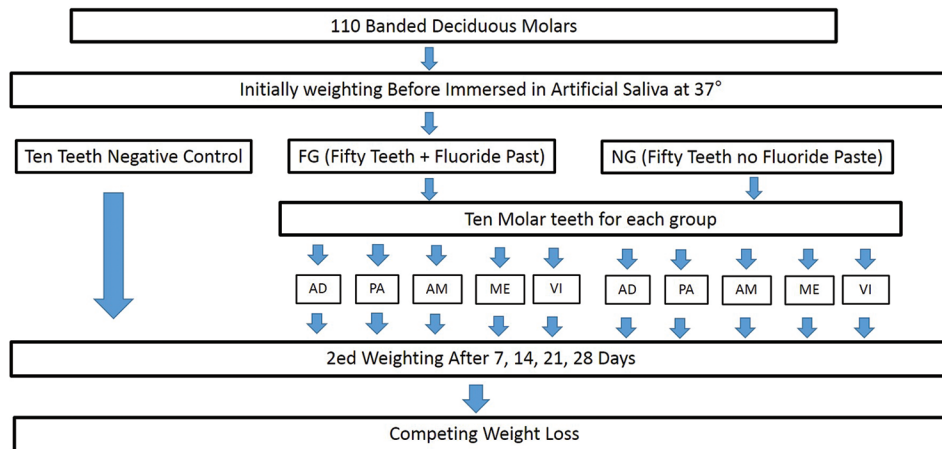 110 Banded Deciduous Molars
Initially weighting Before Immersed in Artificial Saliva at 37°
Ten Teeth Negative Control
FG (Fifty Teeth + Fluoride Past)
NG (Fifty Teeth no Fluoride Paste)
Ten Molar teeth for each group
AD PA AM ME VI AD PA AM ME VI
2ed Weighting After 7, 14, 21, 28 Days
Competing Weight Loss